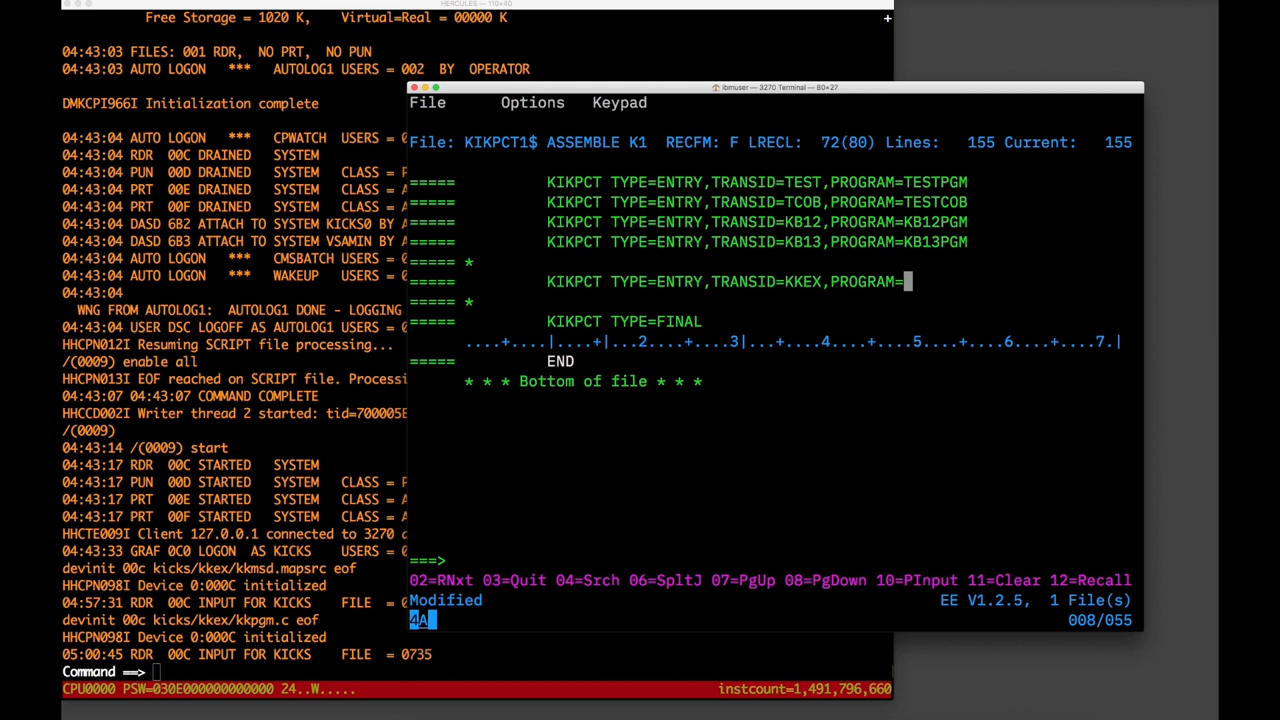 HERCULES — 110×40
Free Storage = 1020 K,    Virtual=Real = 00000 K
+
04:43:03 FILES: 001 RDR,  NO PRT,  NO PUN
04:43:03 AUTO LOGON   ***   AUTOLOG1 USERS = 002  BY  OPERATOR
DMKCPI966I Initialization complete
04:43:04 AUTO LOGON   ***   CPWATCH  USERS = 0
04:43:04 RDR  00C DRAINED   SYSTEM
04:43:04 PUN  00D DRAINED   SYSTEM   CLASS = P
04:43:04 PRT  00E DRAINED   SYSTEM   CLASS = A
04:43:04 PRT  00F DRAINED   SYSTEM   CLASS = A
04:43:04 DASD 6B2 ATTACH TO SYSTEM KICKS0 BY A
04:43:04 DASD 6B3 ATTACH TO SYSTEM VSAMIN BY A
04:43:04 AUTO LOGON   ***   CMSBATCH  USERS = 0
04:43:04 AUTO LOGON   ***   WAKEUP   USERS = 0
04:43:04
WNG FROM AUTOLOG1:  AUTOLOG1 DONE - LOGGING
04:43:04 USER DSC LOGOFF AS AUTOLOG1 USERS = 0
HHCPN012I Resuming SCRIPT file processing...
/(0009) enable all
HHCPN013I EOF reached on SCRIPT file. Processi
04:43:07 04:43:07 COMMAND COMPLETE
HHCCD002I Writer thread 2 started: tid=700005E
/(0009)
04:43:14 /(0009) start
04:43:17 RDR  00C STARTED   SYSTEM
04:43:17 PUN  00D STARTED   SYSTEM   CLASS = P
04:43:17 PRT  00E STARTED   SYSTEM   CLASS = A
04:43:17 PRT  00F STARTED   SYSTEM   CLASS = A
HHCTE009I Client 127.0.0.1 connected to 3270 d
04:43:33 GRAF 0C0 LOGON  AS KICKS    USERS = 0
devinit 00c kicks/kkex/kkmsd.mapsrc eof
HHCPN098I Device 0:000C initialized
04:57:31 RDR  00C INPUT FOR KICKS    FILE  = 0
devinit 00c kicks/kkex/kkpgm.c eof
HHCPN098I Device 0:000C initialized
05:00:45 RDR  00C INPUT FOR KICKS    FILE  = 0735
Command ==>
CPU0000 PSW=030E000000000000 24..W.....    instcount=1,491,796,660
ibmuser — 3270 Terminal — 80×27
File      Options   Keypad
File: KIKPCT1$ ASSEMBLE K1  RECFM: F LRECL:  72(80) Lines:   155 Current:   155
=====          KIKPCT TYPE=ENTRY,TRANSID=TEST,PROGRAM=TESTPGM
=====          KIKPCT TYPE=ENTRY,TRANSID=TCOB,PROGRAM=TESTCOB
=====          KIKPCT TYPE=ENTRY,TRANSID=KB12,PROGRAM=KB12PGM
=====          KIKPCT TYPE=ENTRY,TRANSID=KB13,PROGRAM=KB13PGM
===== *
=====          KIKPCT TYPE=ENTRY,TRANSID=KKEX,PROGRAM=
===== *
=====          KIKPCT TYPE=FINAL
....+....|....+....2....+....3|...+....4....+....5....+....6....+....7.|
=====          END
* * * Bottom of file * * *
===>
02=RNxt 03=Quit 04=Srch 06=SpltJ 07=PgUp 08=PgDown 10=PInput 11=Clear 12=Recall
Modified                                                  EE V1.2.5,  1 File(s)
4A                                                                      008/055